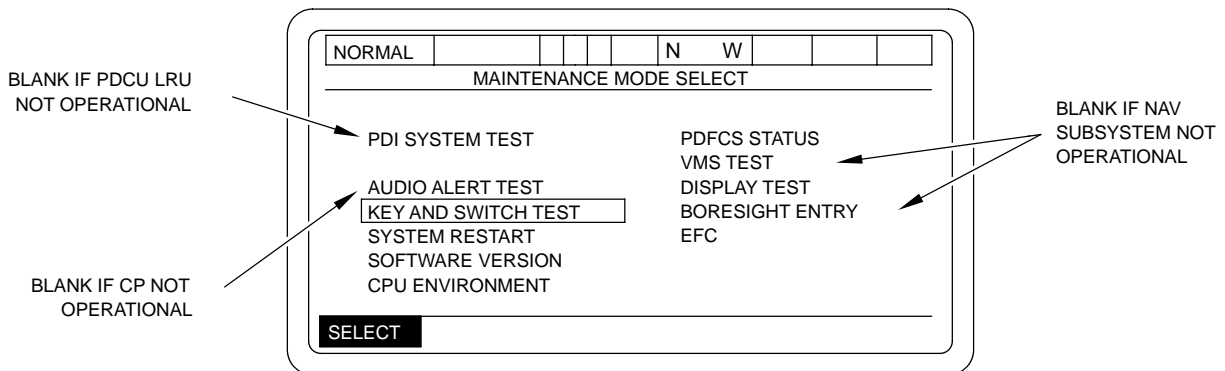 NORMAL N W
MAINTENANCE MODE SELECT
BLANK IF PDCU LRU
NOT OPERATIONAL
PDI SYSTEM TEST
AUDIO ALERT TEST
KEY AND SWITCH TEST
SYSTEM RESTART
SOFTWARE VERSION
CPU ENVIRONMENT
PDFCS STATUS
VMS TEST
DISPLAY TEST
BORESIGHT ENTRY
EFC
BLANK IF NAV
SUBSYSTEM NOT
OPERATIONAL
BLANK IF CP NOT
OPERATIONAL
SELECT